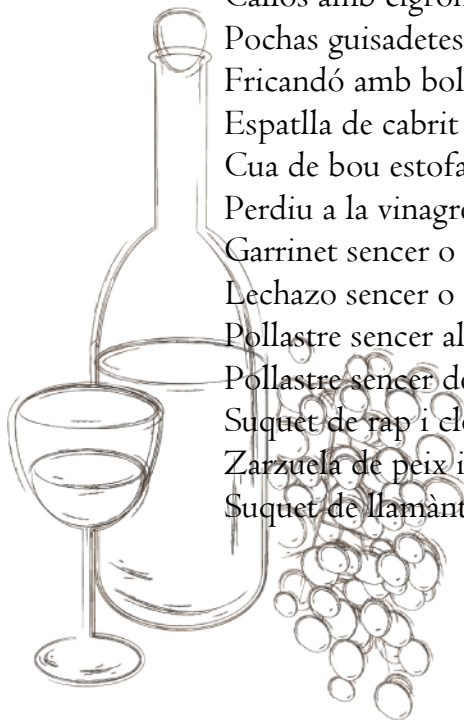 Callos amb cigron
Pochas guisadetes
Fricandó amb bol
Espatlla de cabrit
Cua de bou estofa
Perdiu a la vinagre
Garrinet sencer o
Lechazo sencer o
Pollastre sencer al
Pollastre sencer de
Suquet de rap i clo
Zarzuela de peix i
Suquet de llamànt